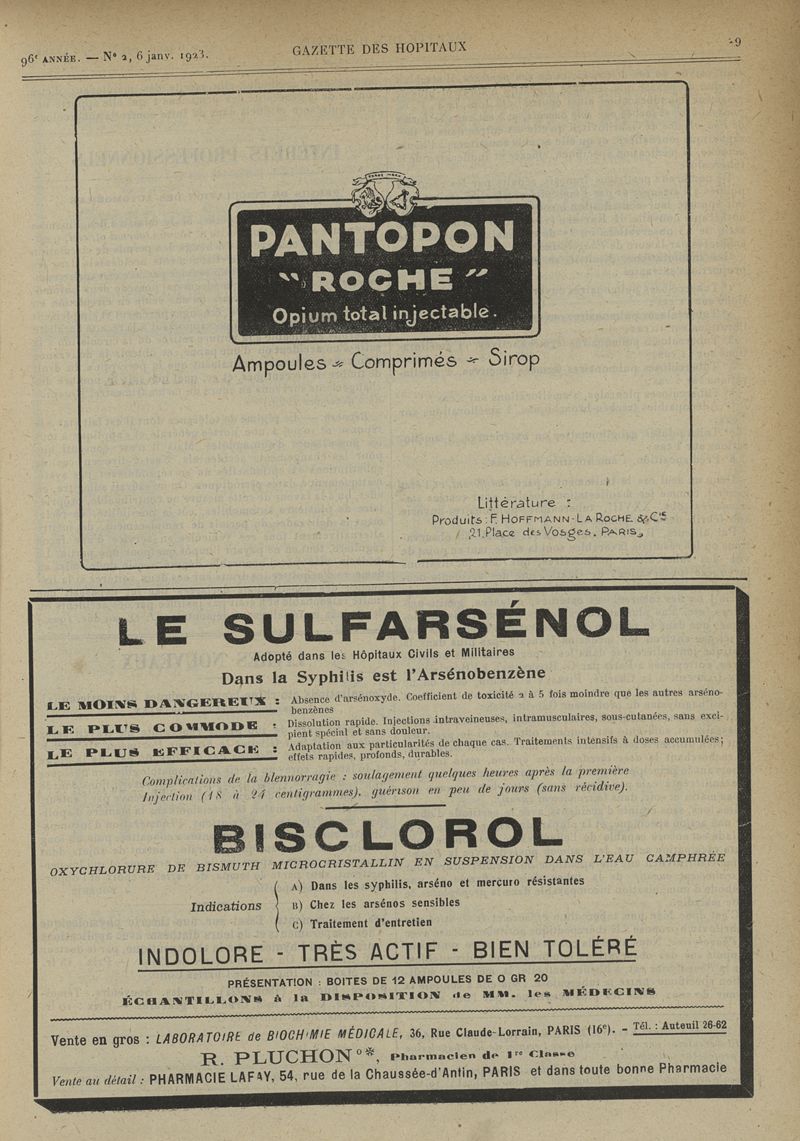 96e ANNÉE. — N° 2, 6 janv. 1923.
GAZETTE DES HOPITAUX
PANTOPON
"ROCHE"
Opium total injectable.
Ampoules - Comprimés - Sirop
Littérature :
Produits : F. HOFFMANN-LA ROCHE & Cie
21, Place des Vosges, PARIS
LE SULFARSÉNOL
Adopté dans les Hôpitaux Civils et Militaires
Dans la Syphilis est l'Arsénobenzène
LE MOINS DANGEREUX : Absence d'arsénoxyde. Coefficient de toxicité 2 à 5 fois moindre que les autres arséno-
benzènes
LE PLUS COMMODE : Dissolution rapide. Injections intraveineuses, intramusculaires, sous-cutanées, sans exci-
pient spécial et sans douleur.
LE PLUS EFFICACE : Adaptation aux particularités de chaque cas. Traitements intensifs à doses accumulées;
effets rapides, profonds, durables.
Complications de la blennorragie : soulagement quelques heures après la première
Injection (18 à 24 centigrammes), guérison en peu de jours (sans récidive).
BISCLOROL
OXYCHLORURE DE BISMUTH MICROCRISTALLIN EN SUSPENSION DANS L'EAU CAMPHRÉE
Indications
A) Dans les syphilis, arséno et mercuro résistantes
B) Chez les arsénos sensibles
C) Traitement d'entretien
INDOLORE - TRÈS ACTIF - BIEN TOLÉRÉ
PRÉSENTATION : BOITES DE 12 AMPOULES DE 0 GR 20
ÉCHANTILLONS à la DISPOSITION de MM. les MÉDECINS
Vente en gros : LABORATOIRE de BIOCHIMIE MÉDICALE, 36, Rue Claude-Lorrain, PARIS (16e). - Tél. : Auteuil 26-62
R. PLUCHON O*, Pharmacien de 1re Classe
Vente au détail : PHARMACIE LAFAY, 54, rue de la Chaussée-d'Antin, PARIS et dans toute bonne Pharmacie